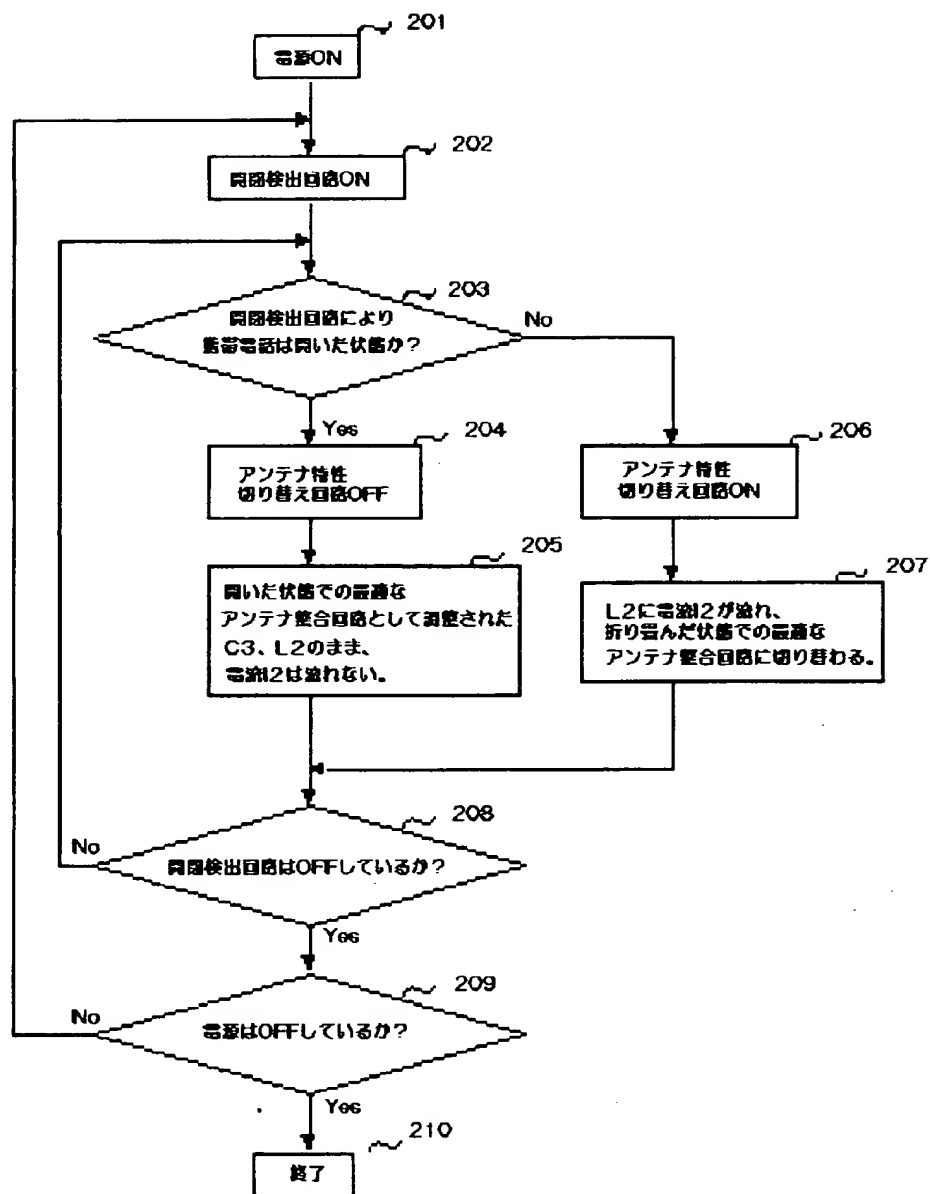 201
電源ON
202
開閉検出回路ON
203
開閉検出回路により
携帯電話は開いた状態か？
No
Yes
204
アンテナ特性
切り替え回路OFF
206
アンテナ特性
切り替え回路ON
205
開いた状態での最適な
アンテナ整合回路として調整された
C3、L2のまま、
電流I2は流れない。
207
L2に電流I2が流れ、
折り畳んだ状態での最適な
アンテナ整合回路に切り替わる。
208
No
開閉検出回路はOFFしているか？
Yes
209
No
電源はOFFしているか？
Yes
210
終了